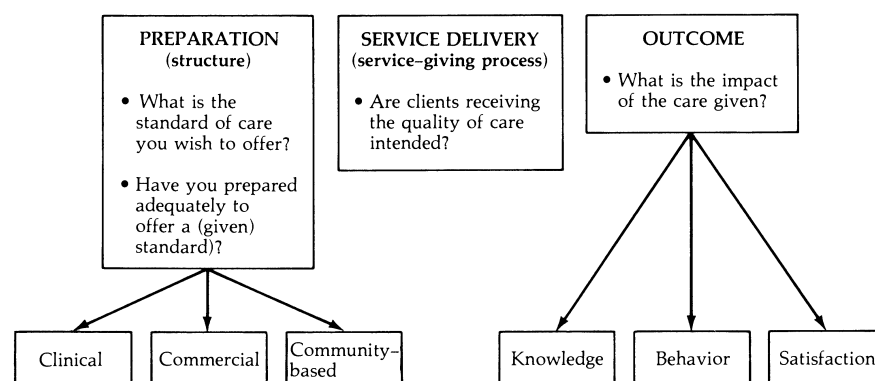 PREPARATION
(structure)
• What is the
standard of care
you wish to offer?
• Have you prepared
adequately to
offer a (given)
standard)?
SERVICE DELIVERY
(service-giving process)
• Are clients receiving
the quality of care
intended?
OUTCOME
• What is the impact
of the care given?
Clinical
Commercial
Community-
based
Knowledge
Behavior
Satisfaction